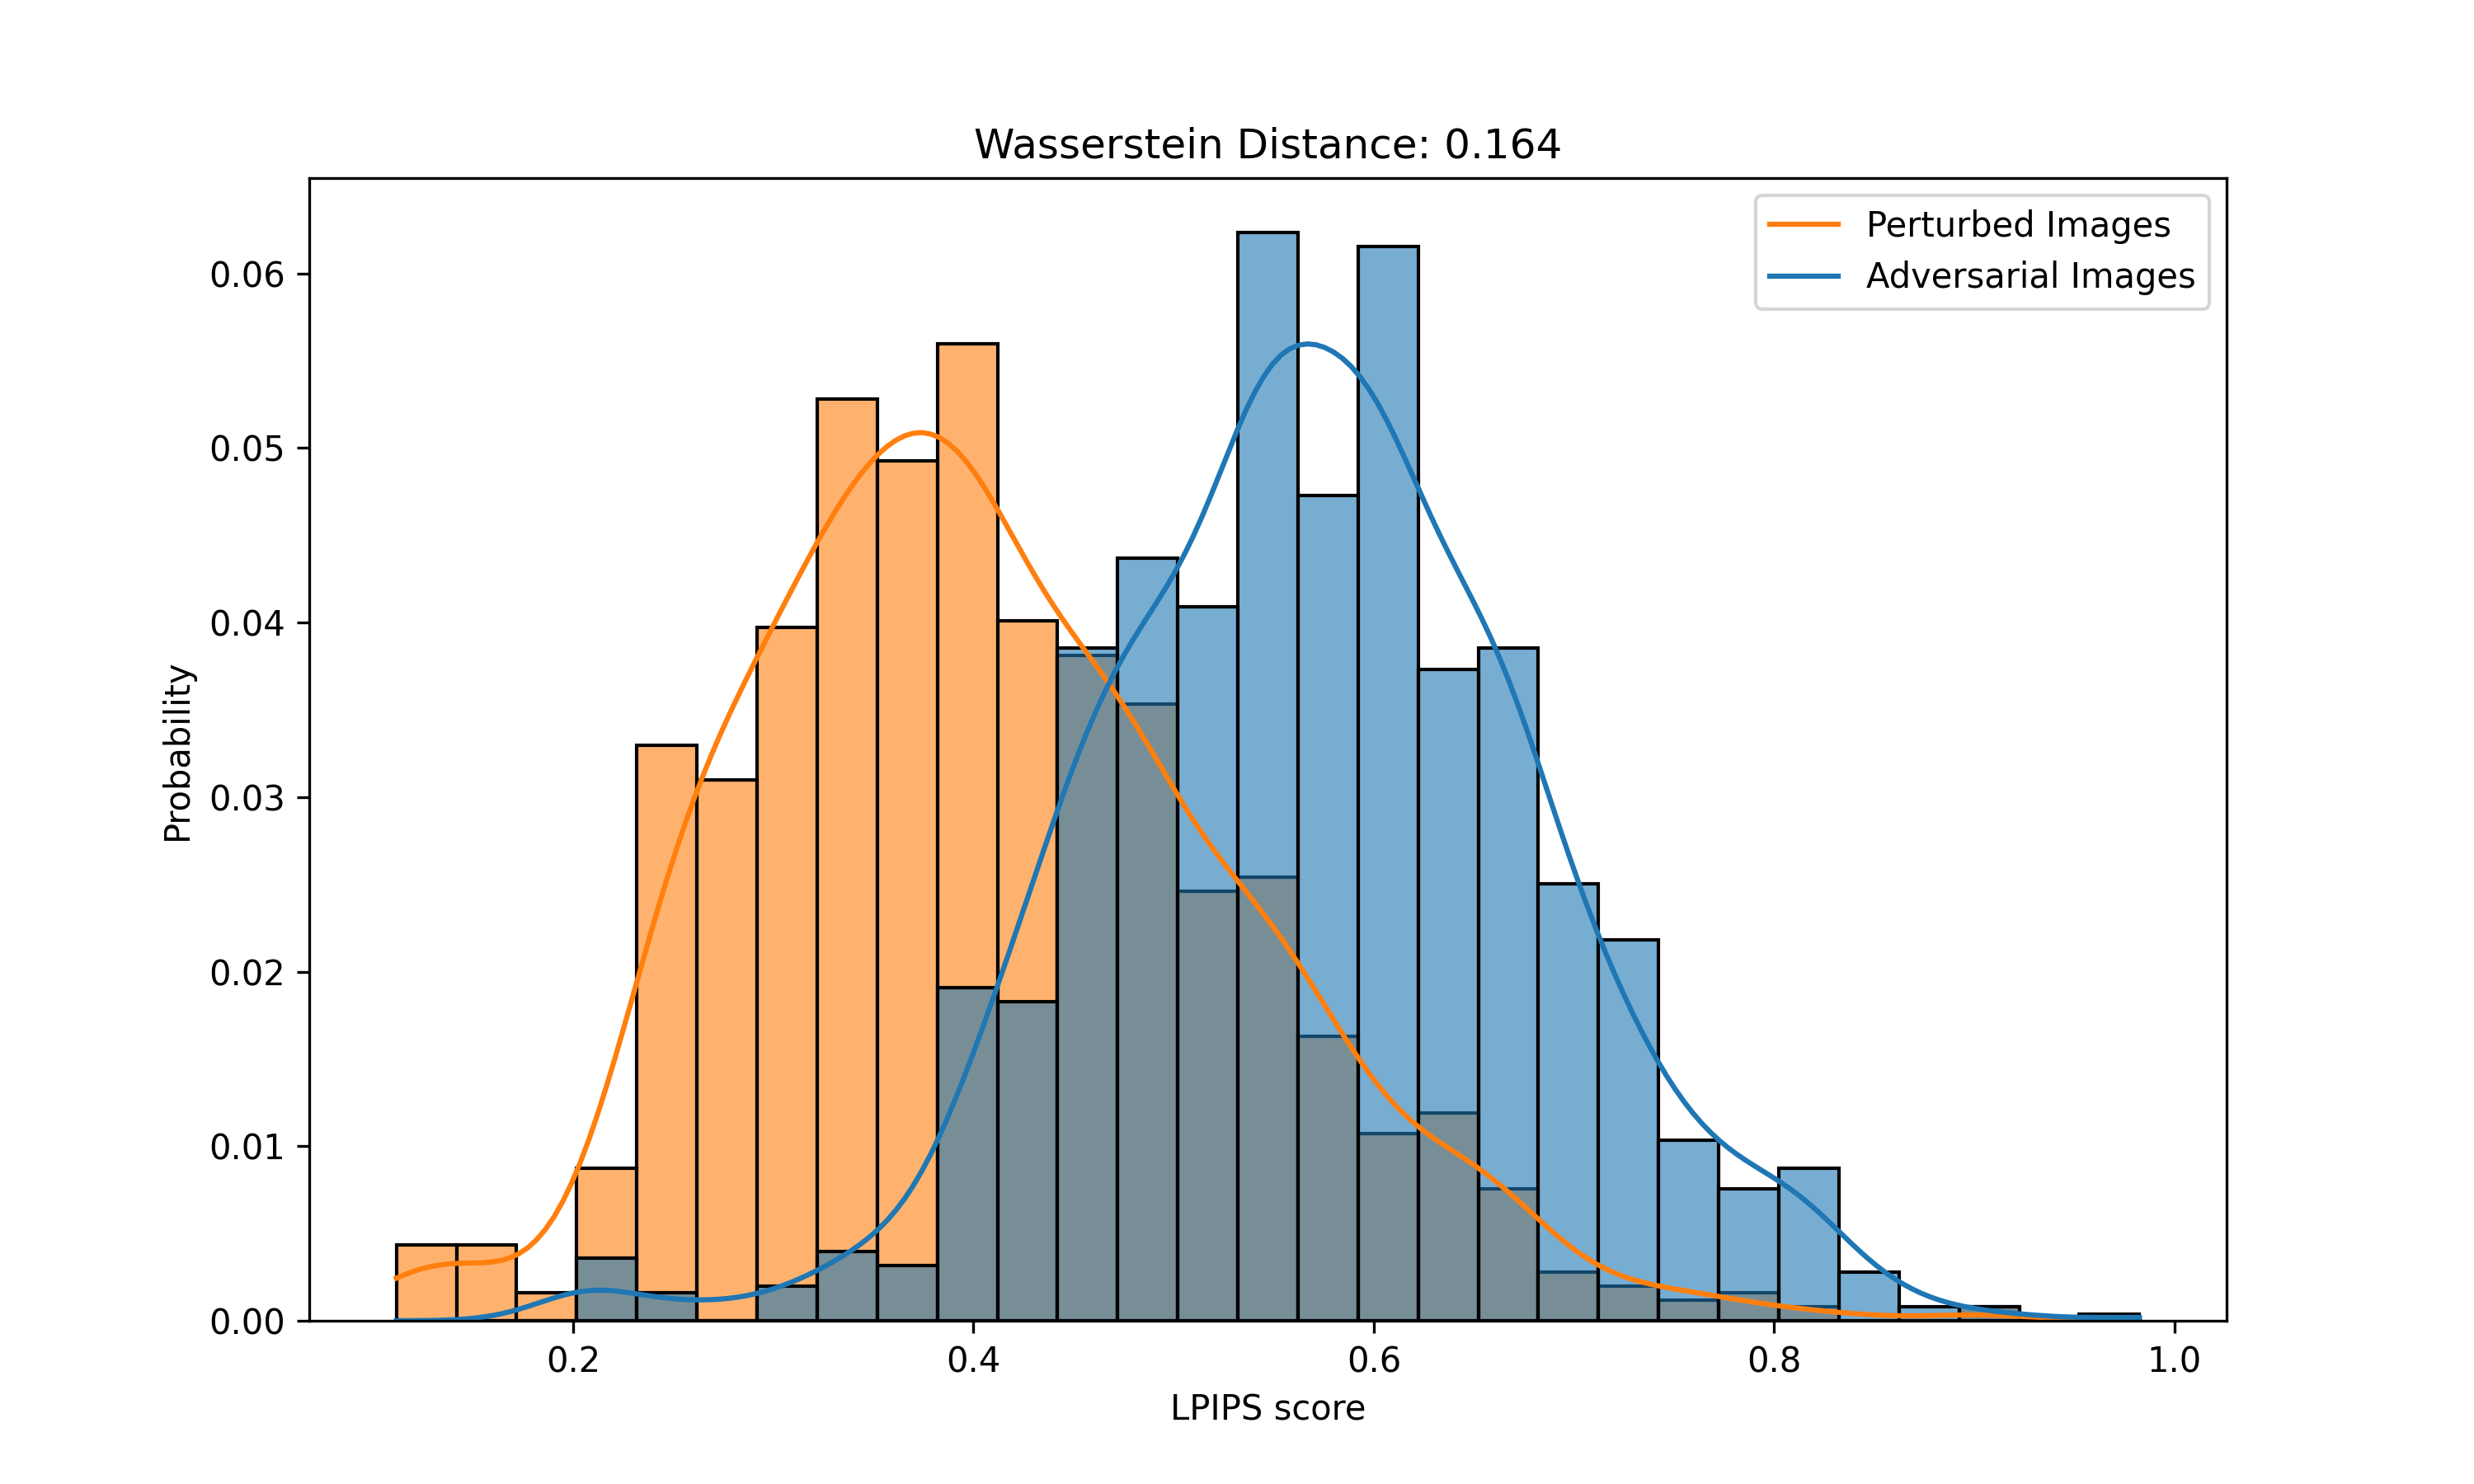 Wasserstein Distance: 0.164
Perturbed Images
Adversarial Images
Probability
0.06
0.05
0.04
0.03
0.02
0.01
0.00
0.2 0.4 0.6 0.8 1.0
LPIPS score